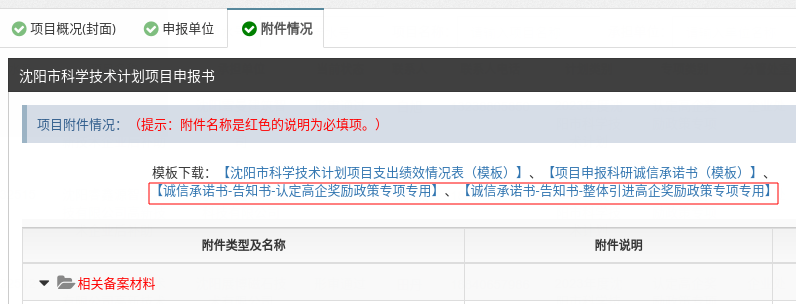 项目概况(封面) 申报单位 附件情况
沈阳市科学技术计划项目申报书
项目附件情况：（提示：附件名称是红色的说明为必填项。）
模板下载：【沈阳市科学技术计划项目支出绩效情况表（模板）】、【项目申报科研诚信承诺书（模板）】、
【诚信承诺书-告知书-认定高企奖励政策专项专用】、【诚信承诺书-告知书-整体引进高企奖励政策专项专用】
附件类型及名称 附件说明
相关备案材料